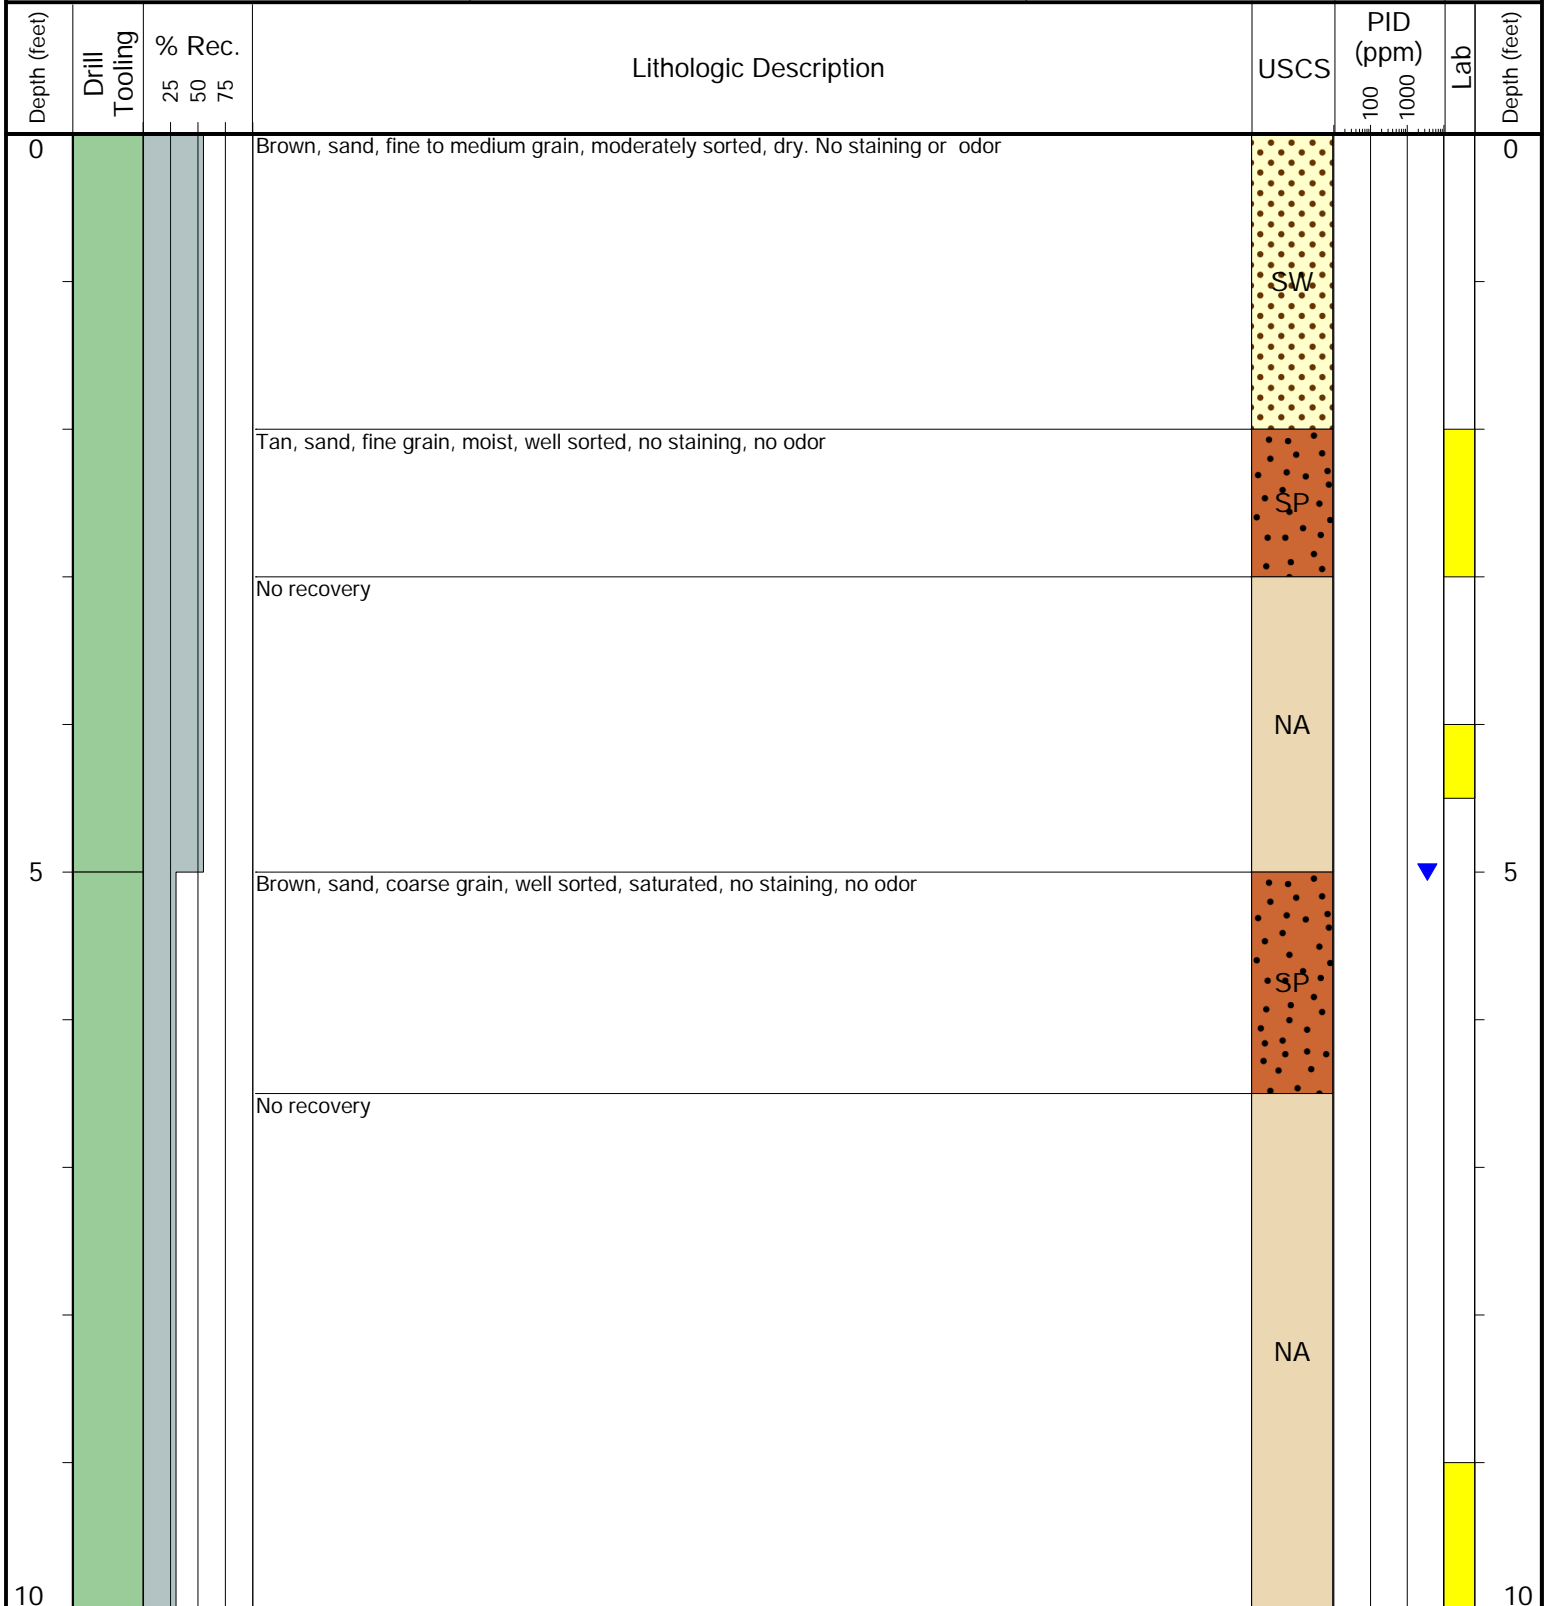 Depth (feet)
Drill
Tooling
% Rec.
25
50
75
Lithologic Description
USCS
PID
(ppm)
100
1000
Lab
Depth (feet)
0
Brown, sand, fine to medium grain, moderately sorted, dry. No staining or  odor
0
SW
Tan, sand, fine grain, moist, well sorted, no staining, no odor
SP
No recovery
NA
5
Brown, sand, coarse grain, well sorted, saturated, no staining, no odor
5
SP
No recovery
NA
10
10